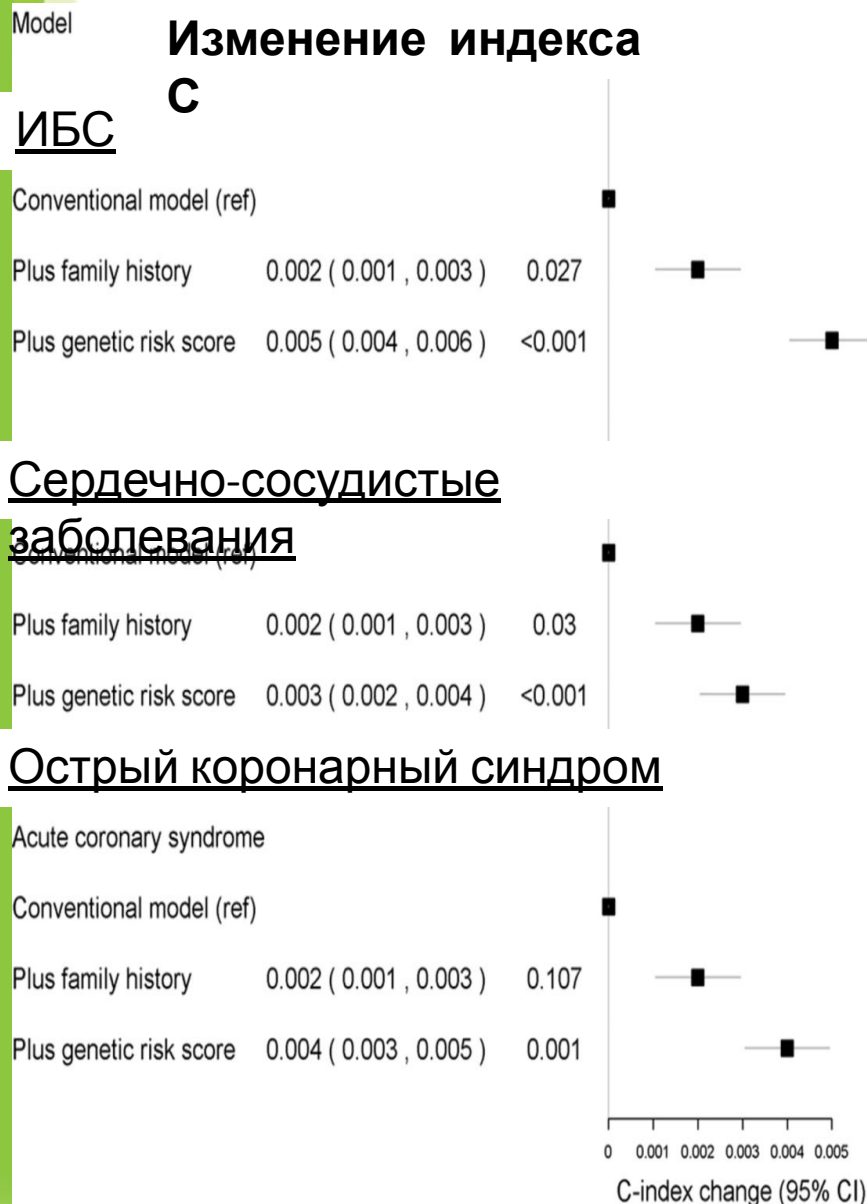 Model
Изменение индекса
С
ИБС
Conventional model (ref)
Plus family history 0.002 ( 0.001 , 0.003 ) 0.027
Plus genetic risk score 0.005 ( 0.004 , 0.006 ) <0.001
Сердечно-сосудистые
заболевания
Conventional model (ref)
Plus family history 0.002 ( 0.001 , 0.003 ) 0.03
Plus genetic risk score 0.003 ( 0.002 , 0.004 ) <0.001
Острый коронарный синдром
Acute coronary syndrome
Conventional model (ref)
Plus family history 0.002 ( 0.001 , 0.003 ) 0.107
Plus genetic risk score 0.004 ( 0.003 , 0.005 ) 0.001
0 0.001 0.002 0.003 0.004 0.005
C-index change (95% CI)